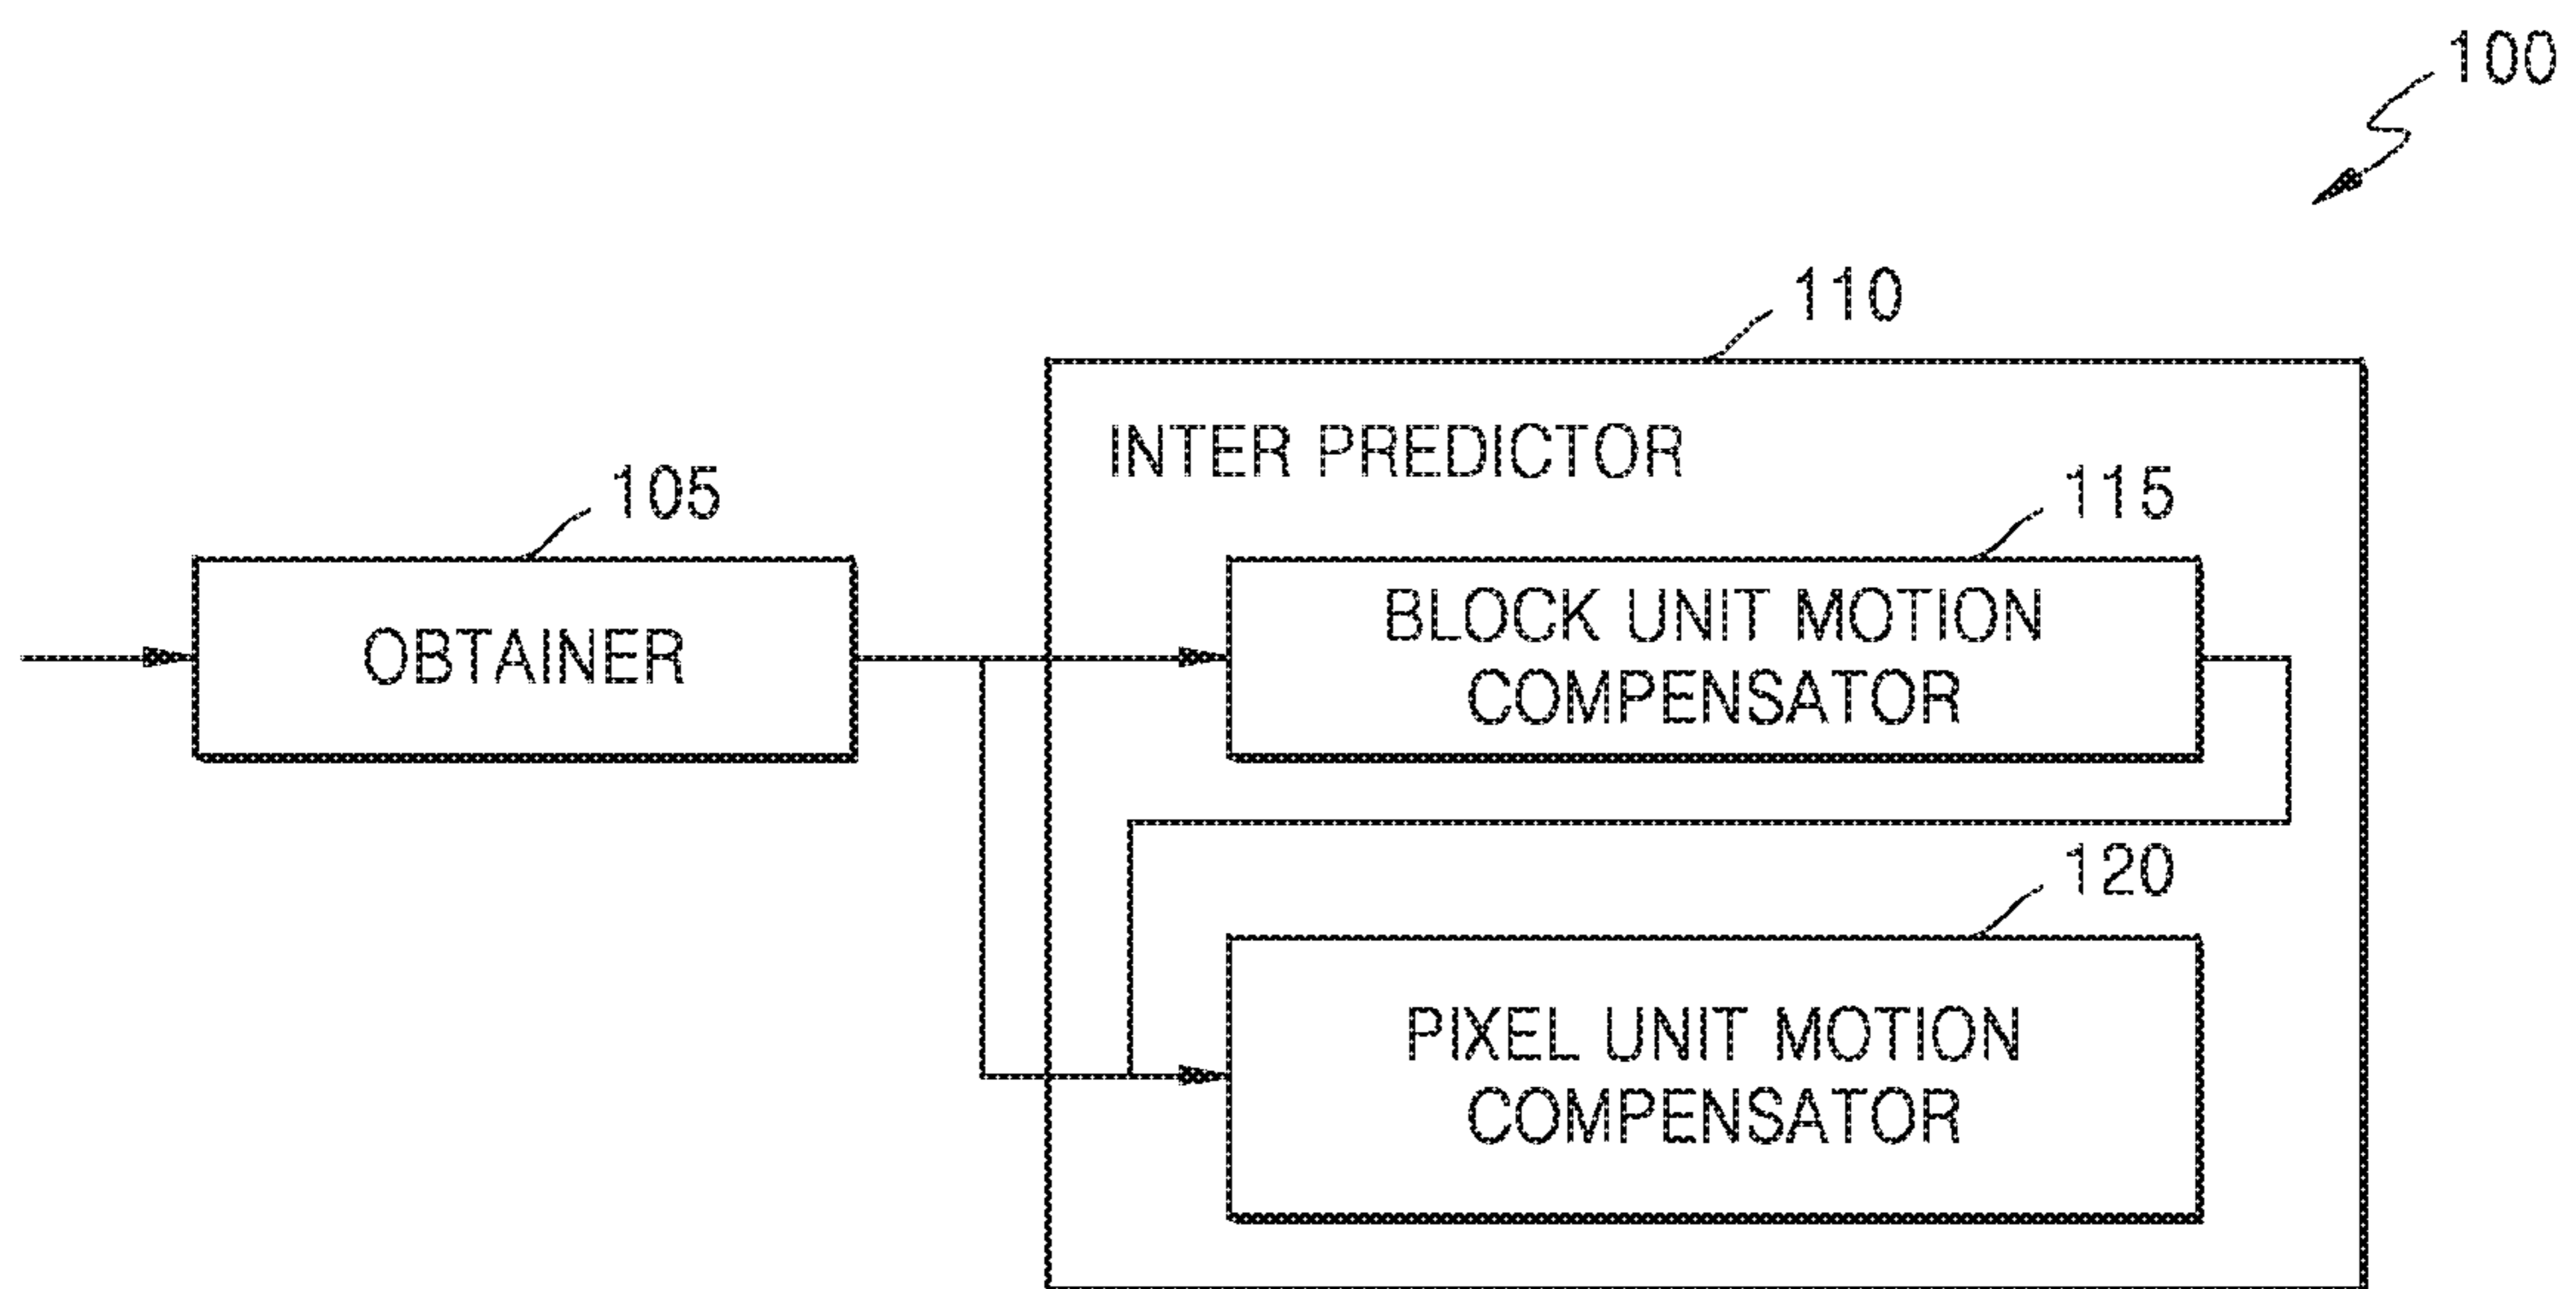 100
110
INTER PREDICTOR
105
115
OBTAINER
BLOCK UNIT MOTION
COMPENSATOR
120
PIXEL UNIT MOTION
COMPENSATOR